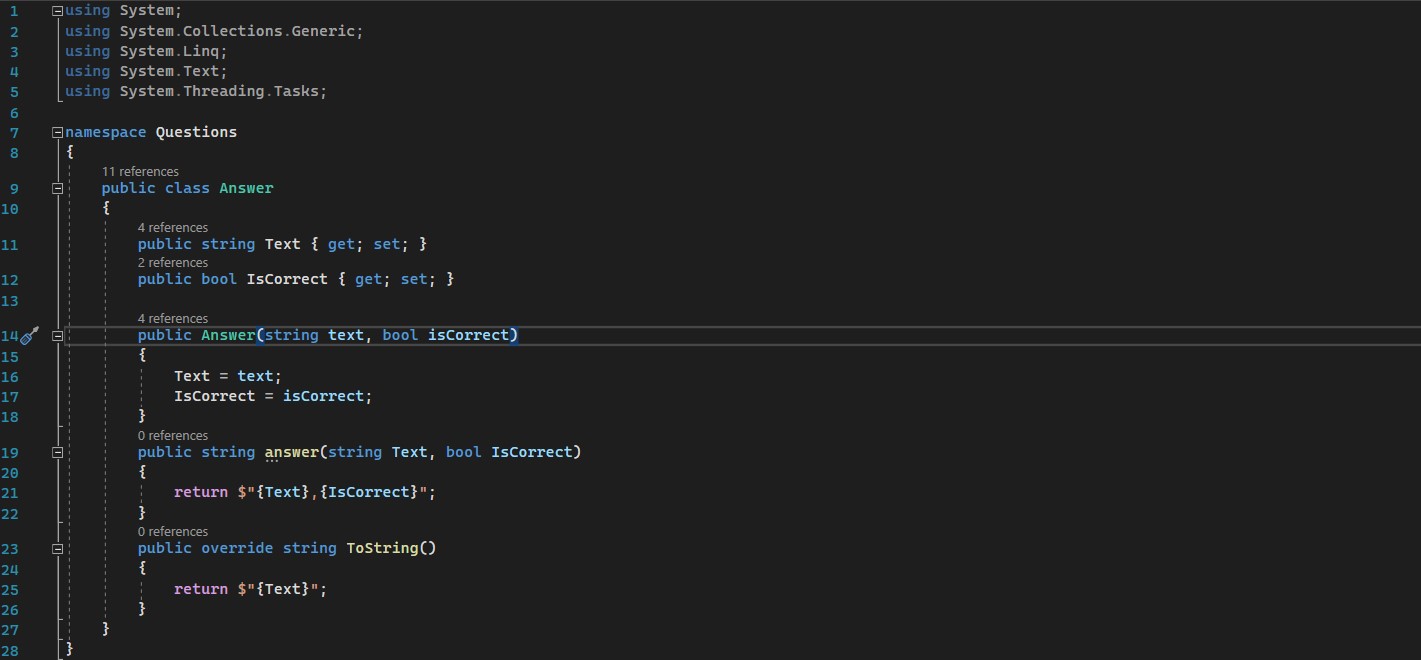 1 using System;
2 using System.Collections.Generic;
3 using System.Linq;
4 using System.Text;
5 using System.Threading.Tasks;
6
7 namespace Questions
8 {
11 references
9 public class Answer
10 {
4 references
11 public string Text { get; set; }
2 references
12 public bool IsCorrect { get; set; }
13
4 references
14 public Answer(string text, bool isCorrect)
15 {
16 Text = text;
17 IsCorrect = isCorrect;
18 }
0 references
19 public string answer(string Text, bool IsCorrect)
20 {
21 return $"{Text},{IsCorrect}";
22 }
0 references
23 public override string ToString()
24 {
25 return $"{Text}";
26 }
27 }
28 }